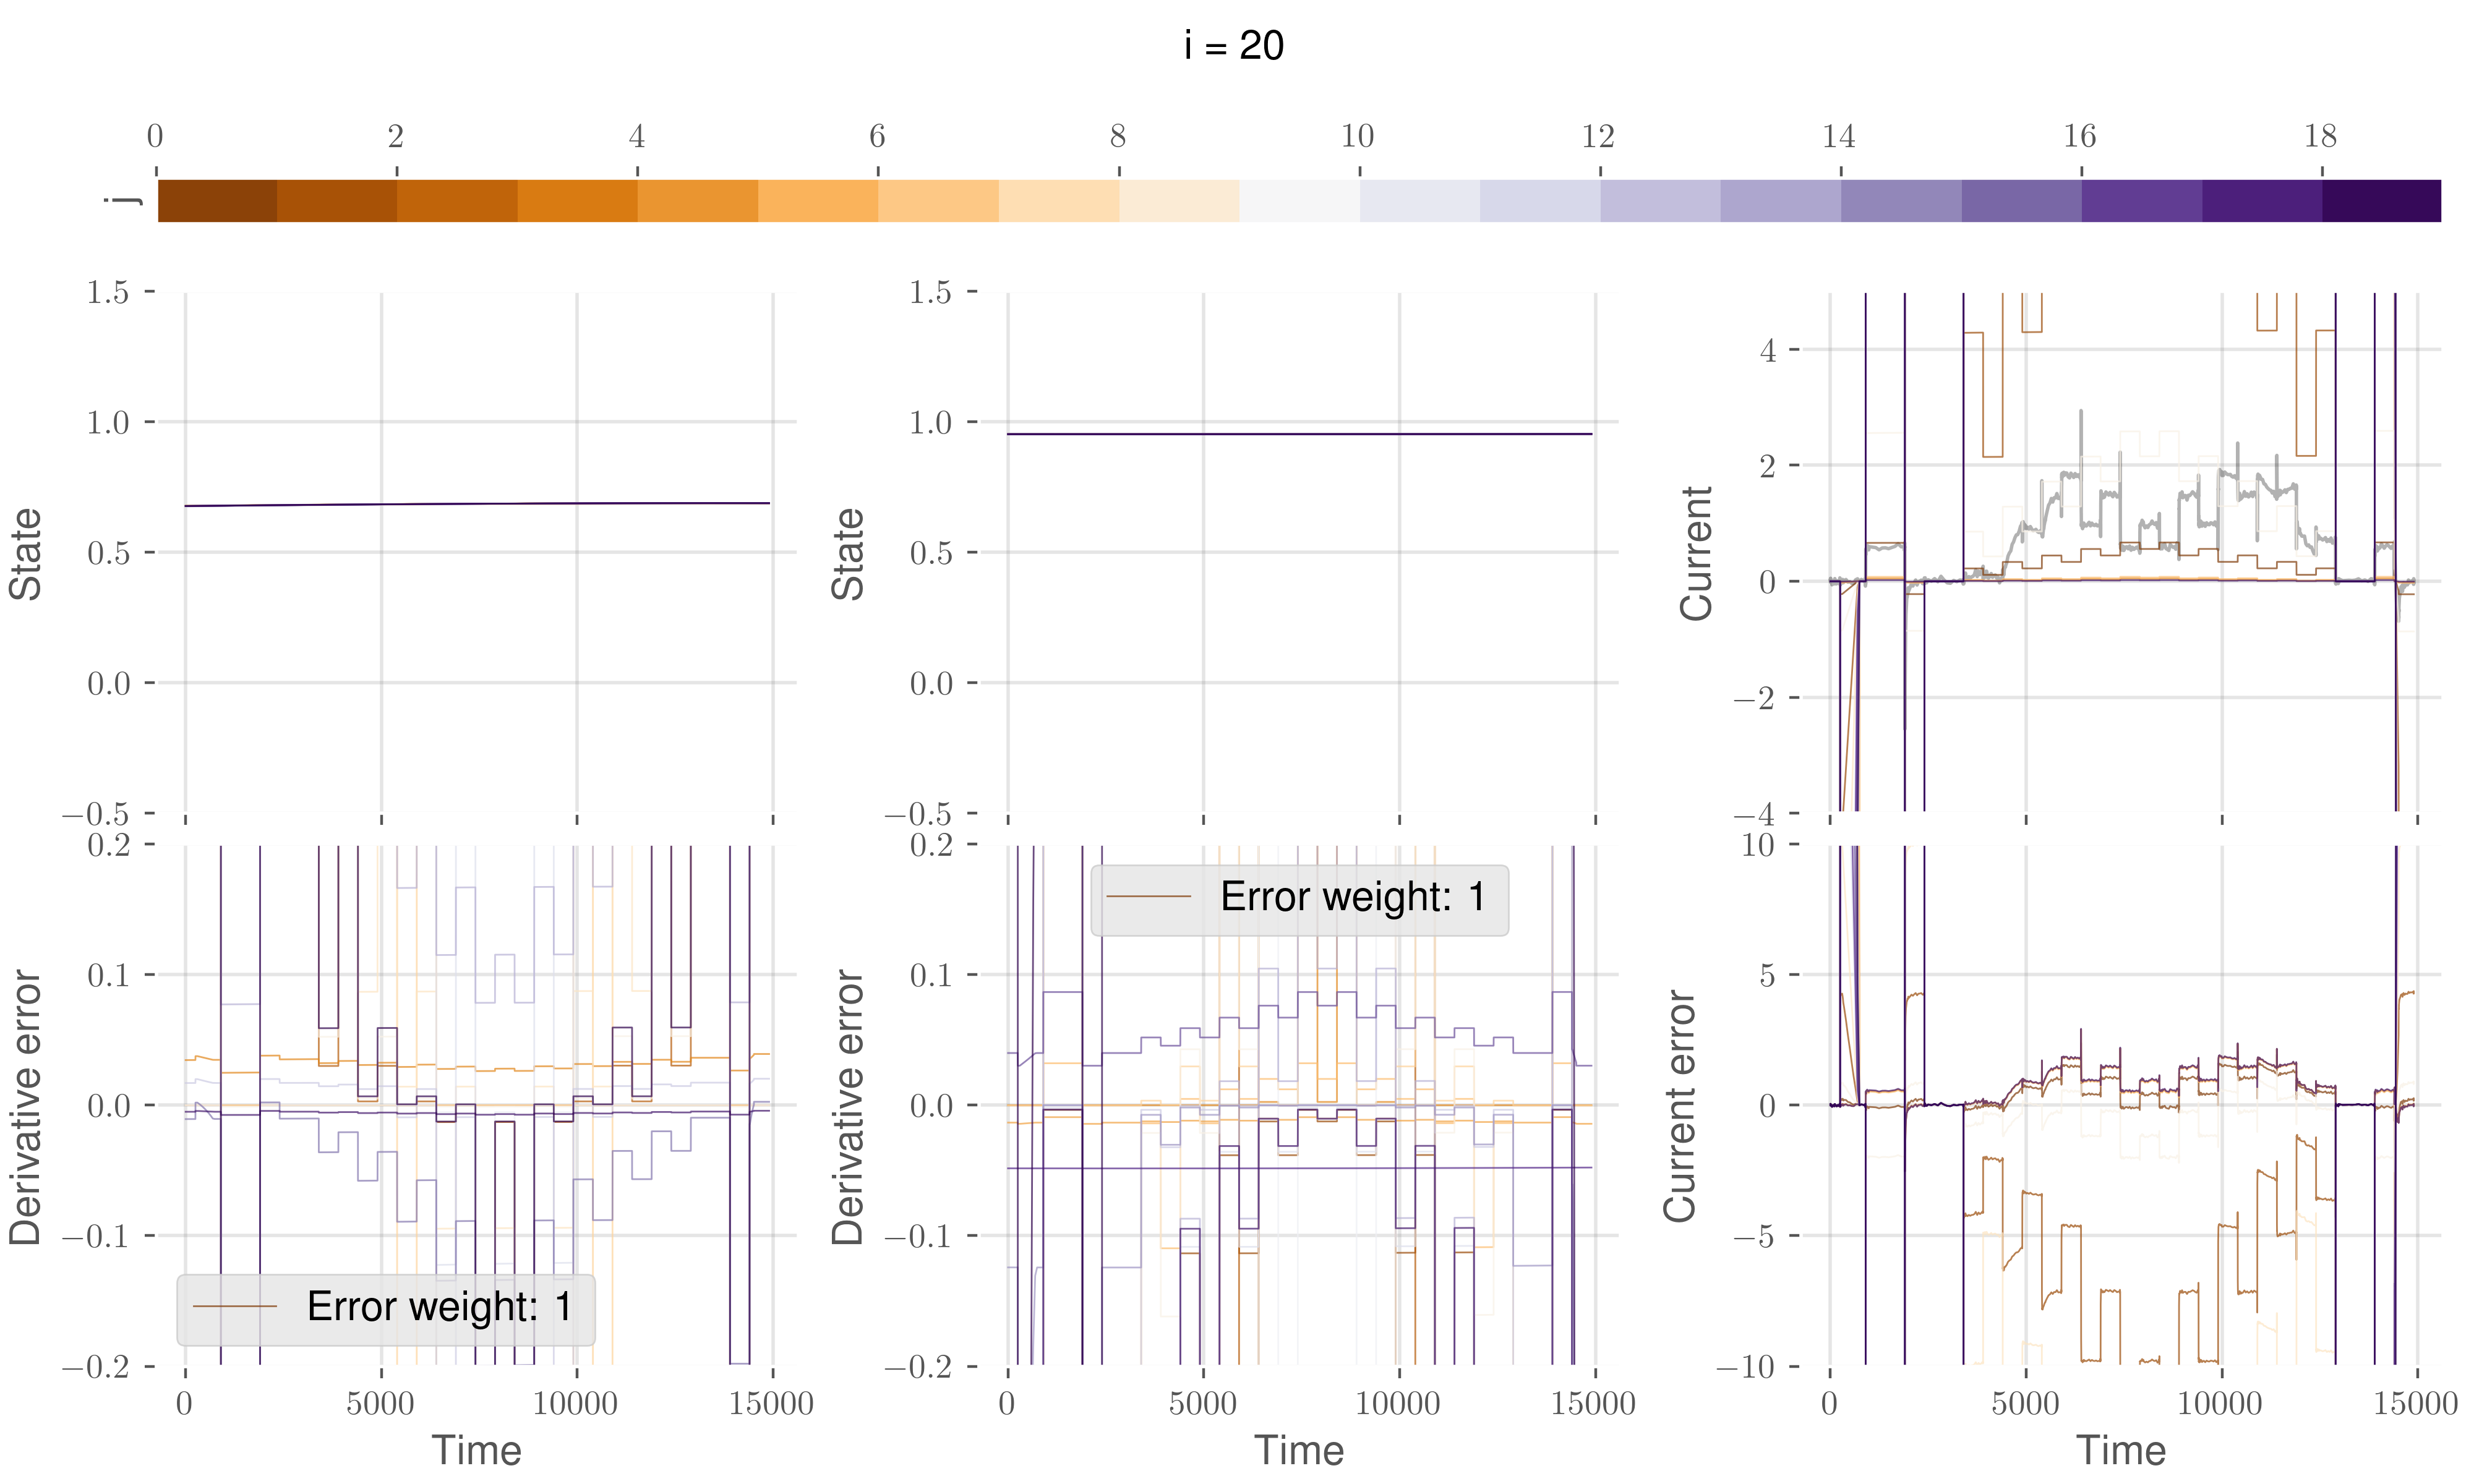 i = 20
0 2 4 6 8 10 12 14 16 18
j
1.5
1.0
0.5
0.0
−0.5
State
1.5
1.0
0.5
0.0
−0.5
State
4
2
0
−2
−4
Current
0.2
0.1
0.0
−0.1
−0.2
Derivative error
Error weight: 1
0 5000 10000 15000
Time
0.2
0.1
0.0
−0.1
−0.2
Derivative error
Error weight: 1
0 5000 10000 15000
Time
10
5
0
−5
−10
Current error
0 5000 10000 15000
Time